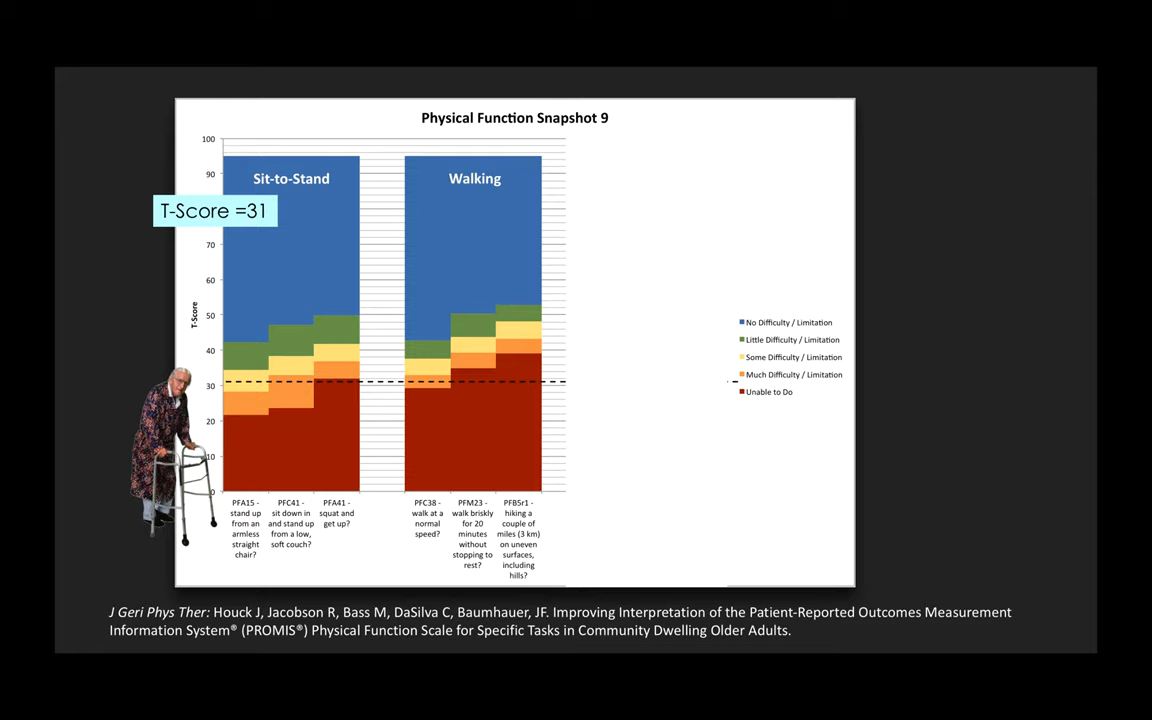 Physical Function Snapshot 9
100
90
70
60
50
40
30
20
10
0
T-Score
Sit-to-Stand
Walking
T-Score =31
No Difficulty / Limitation
Little Difficulty / Limitation
Some Difficulty / Limitation
Much Difficulty / Limitation
Unable to Do
PFA15 -
stand up
from an
armless
straight
chair?
PFC41 -
sit down in
and stand up
from a low,
soft couch?
PFA41 -
squat and
get up?
PFC38 -
walk at a
normal
speed?
PFM23 -
walk briskly
for 20
minutes
without
stopping to
rest?
PFB5r1 -
hiking a
couple of
miles (3 km)
on uneven
surfaces,
including
hills?
J Geri Phys Ther: Houck J, Jacobson R, Bass M, DaSilva C, Baumhauer, JF. Improving Interpretation of the Patient-Reported Outcomes Measurement
Information System® (PROMIS®) Physical Function Scale for Specific Tasks in Community Dwelling Older Adults.